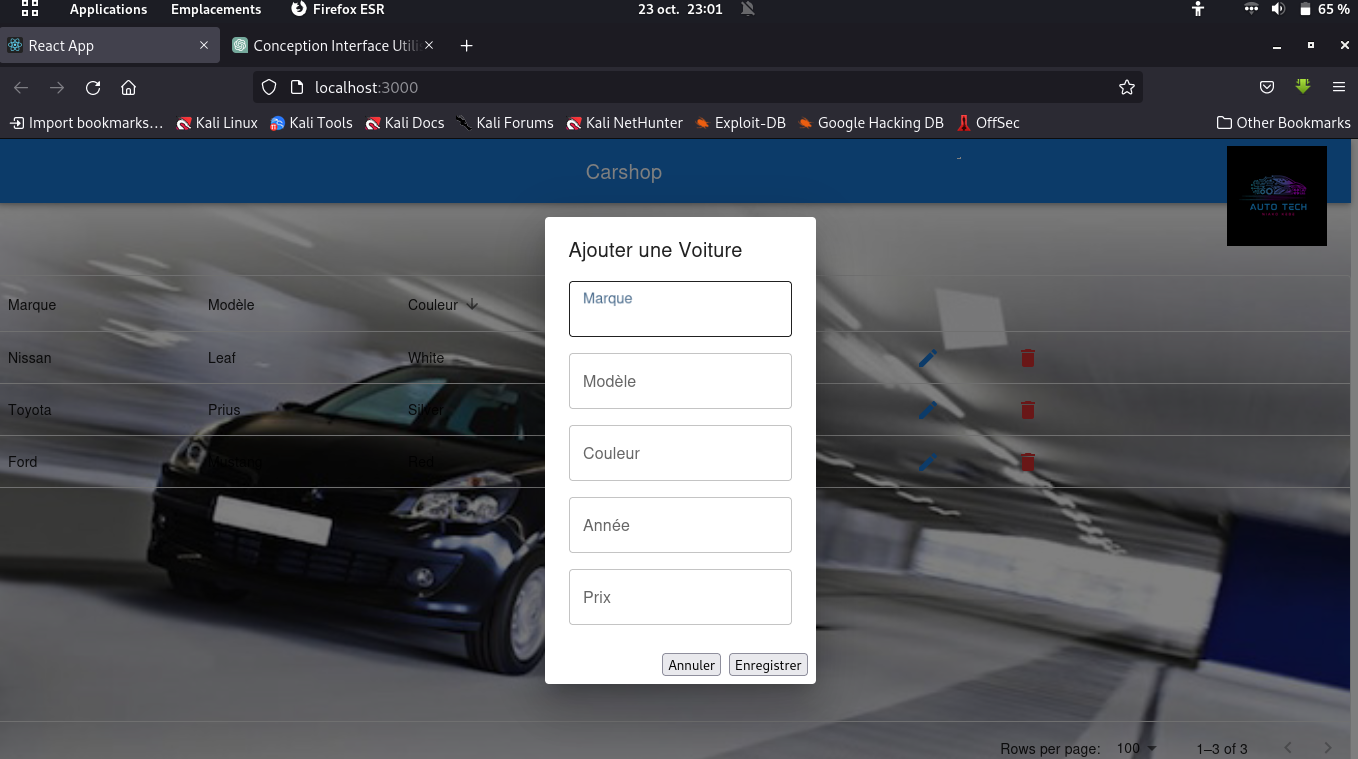 Applications Emplacements Firefox ESR 23 oct. 23:01 65 %
React App Conception Interface Utili
localhost:3000
Import bookmarks... Kali Linux Kali Tools Kali Docs Kali Forums Kali NetHunter Exploit-DB Google Hacking DB OffSec Other Bookmarks
Carshop
AUTO TECH
Ajouter une Voiture
Marque
Modèle
Couleur
Année
Prix
Annuler Enregistrer
Marque Modèle Couleur
Nissan Leaf White
Toyota Prius Silver
Ford Mustang Red
Rows per page: 100 1–3 of 3